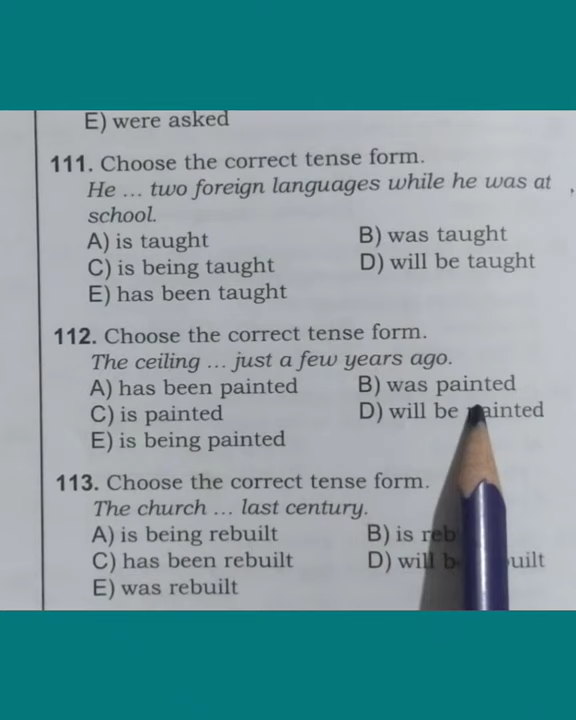 E) were asked
111. Choose the correct tense form.
He ... two foreign languages while he was at ,
school.
A) is taught B) was taught
C) is being taught D) will be taught
E) has been taught
112. Choose the correct tense form.
The ceiling ... just a few years ago.
A) has been painted B) was painted
C) is painted D) will be painted
E) is being painted
113. Choose the correct tense form.
The church ... last century.
A) is being rebuilt B) is reb
C) has been rebuilt D) will b uilt
E) was rebuilt